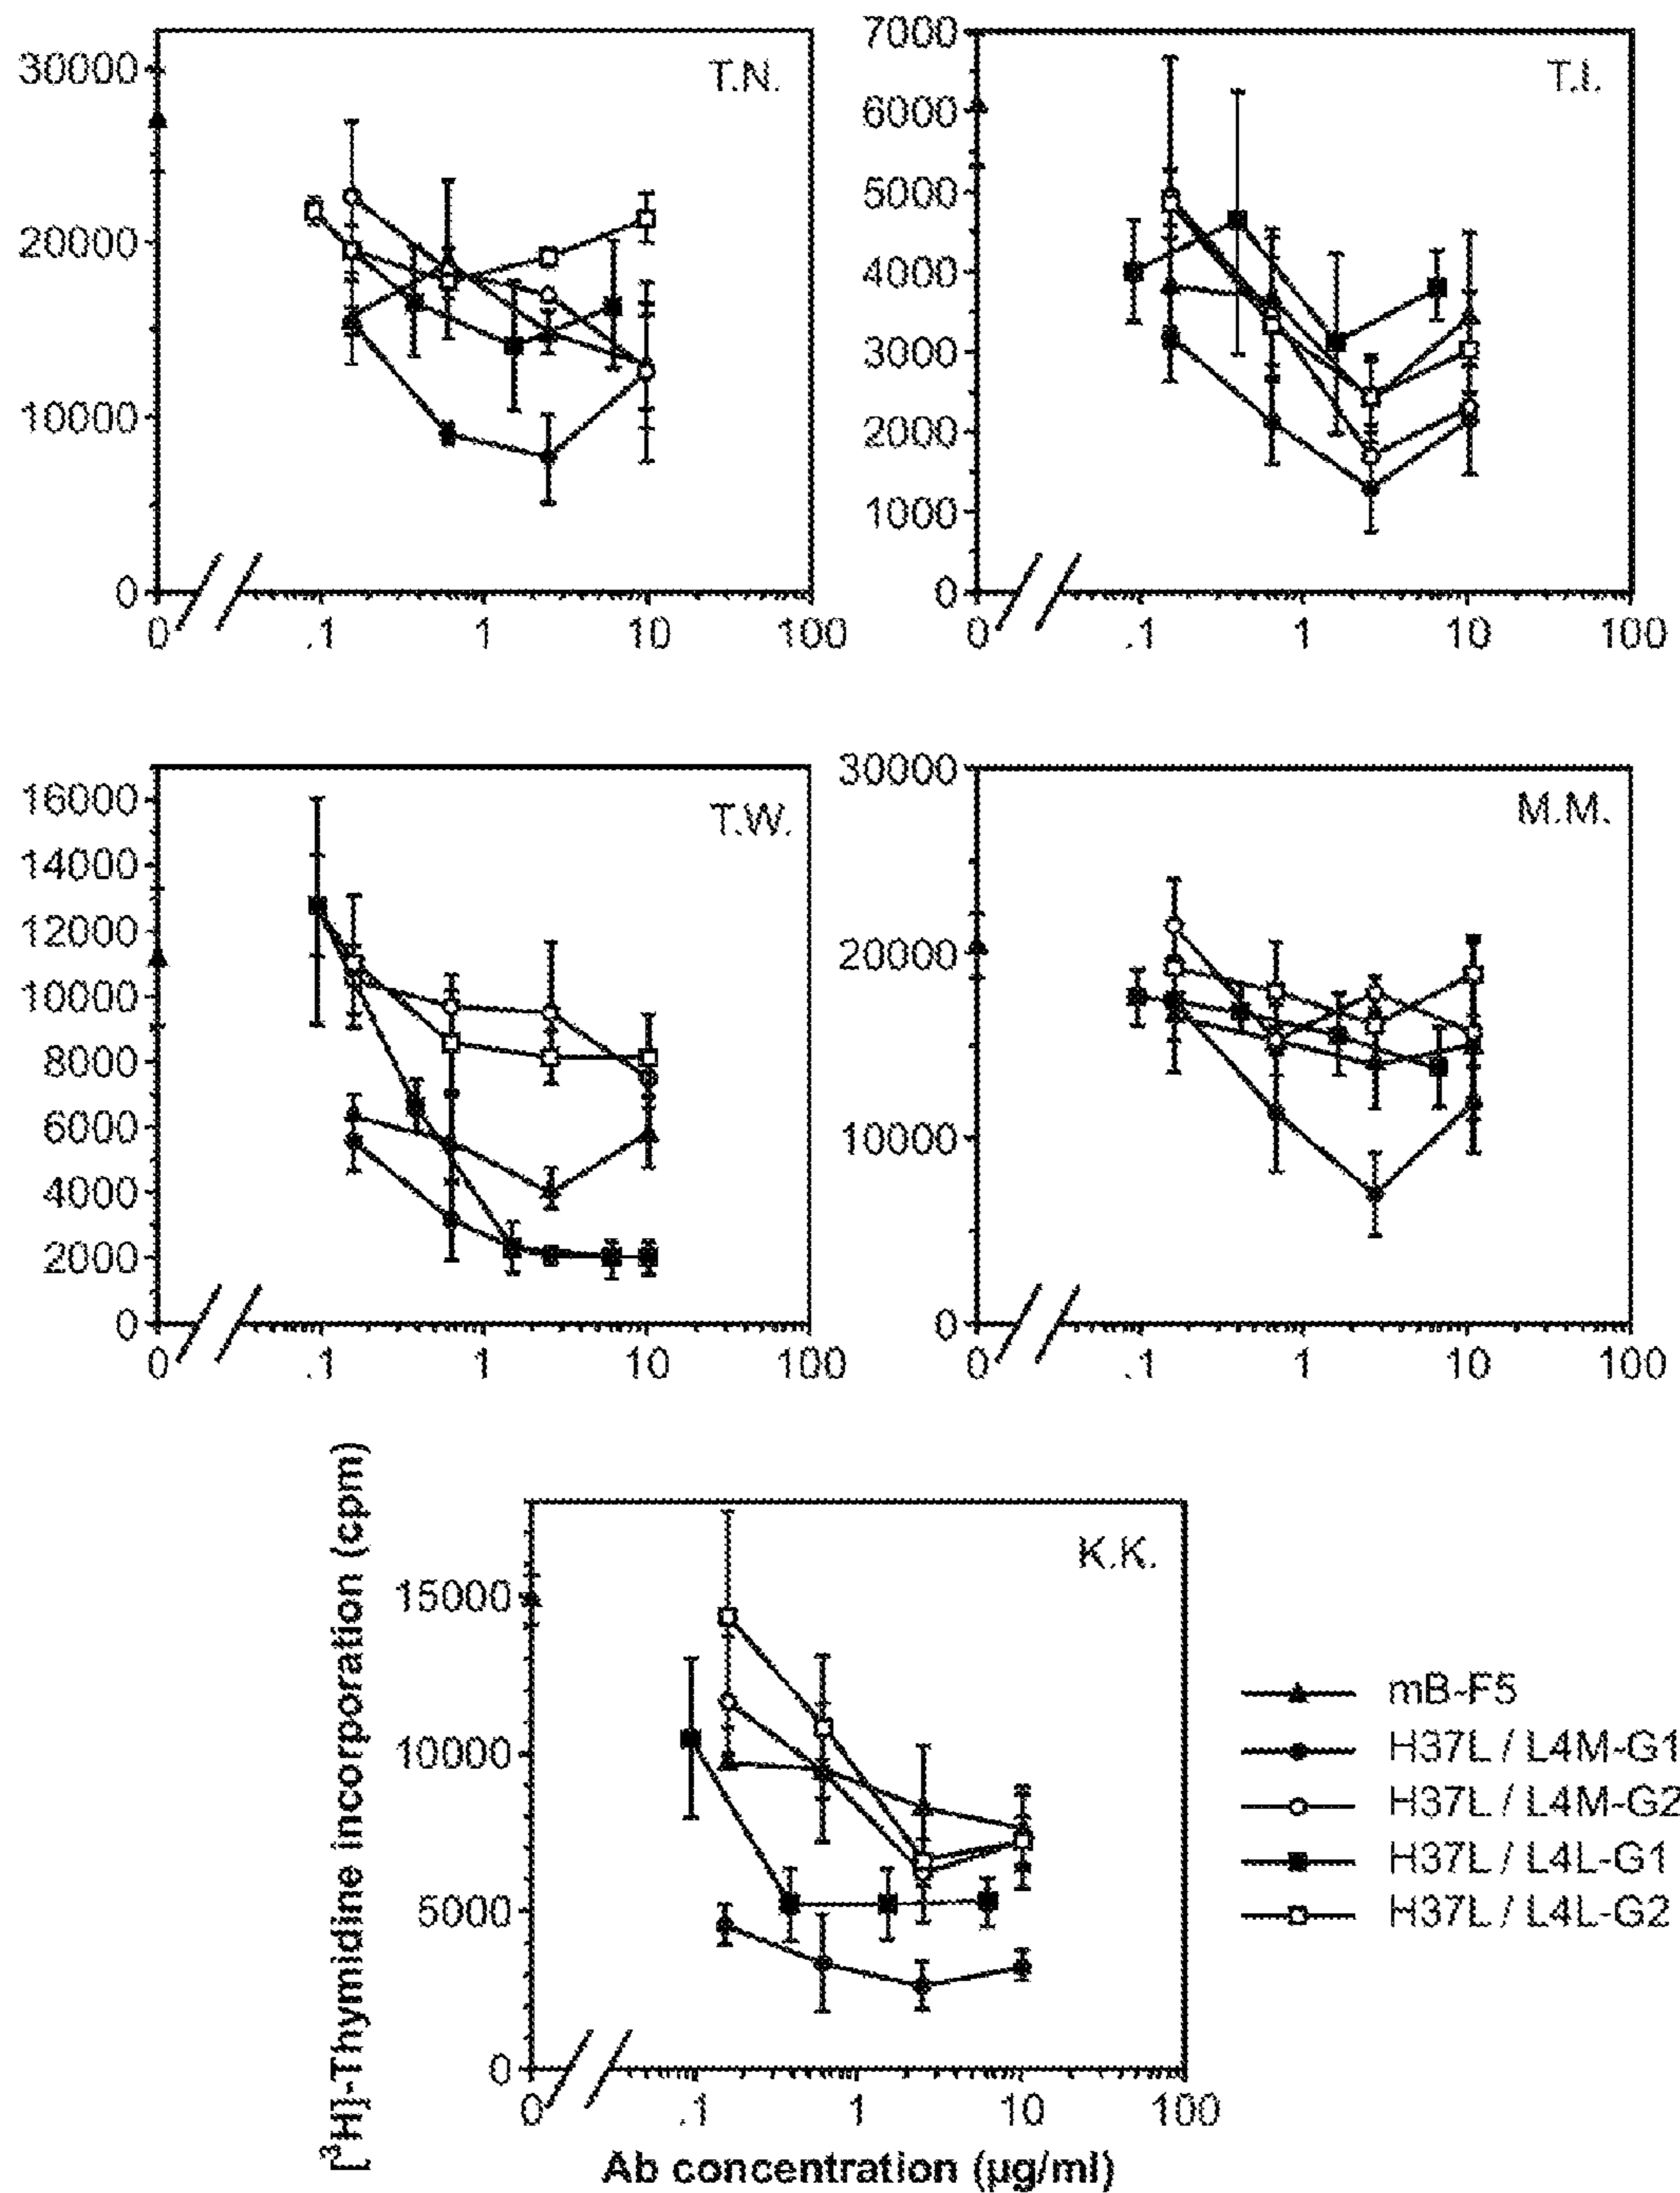 T.N.
30000
20000
10000
0
0 .1 1 10 100
T.I.
7000
6000
5000
4000
3000
2000
1000
0
0 .1 1 10 100
T.W.
16000
14000
12000
10000
8000
6000
4000
2000
0
0 .1 1 10 100
M.M.
30000
20000
10000
0
0 .1 1 10 100
[³H]-Thymidine incorporation (cpm)
K.K.
15000
10000
5000
0
0 .1 1 10 100
Ab concentration (µg/ml)
mB-F5
H37L / L4M-G1
H37L / L4M-G2
H37L / L4L-G1
H37L / L4L-G2